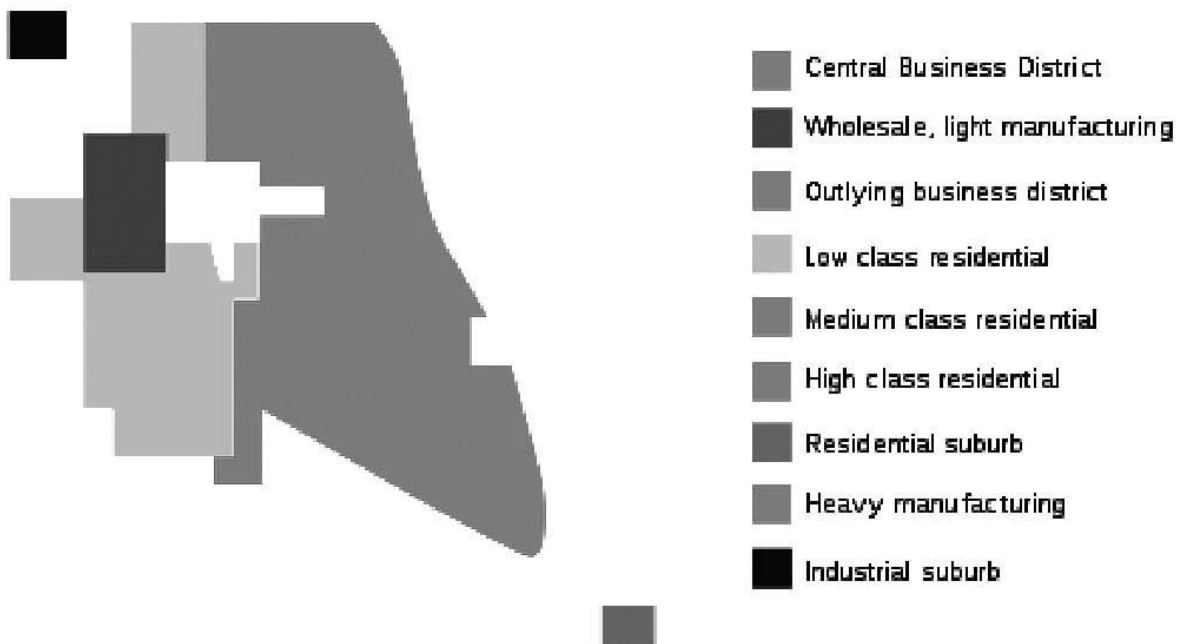 Central Business District
Wholesale, light manufacturing
Outlying business district
Low class residential
Medium class residential
High class residential
Residential suburb
Heavy manufacturing
Industrial suburb